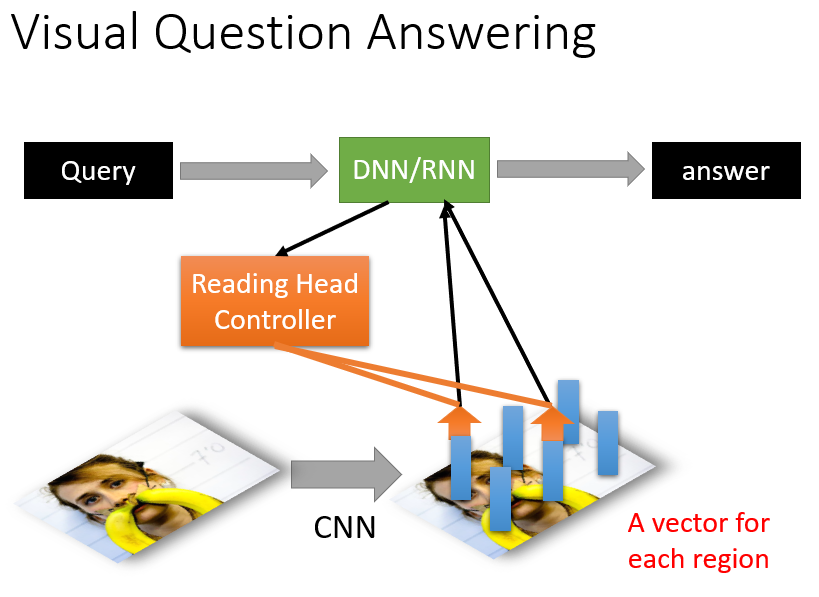 Visual Question Answering
Query
DNN/RNN
answer
Reading Head
Controller
CNN
A vector for
each region